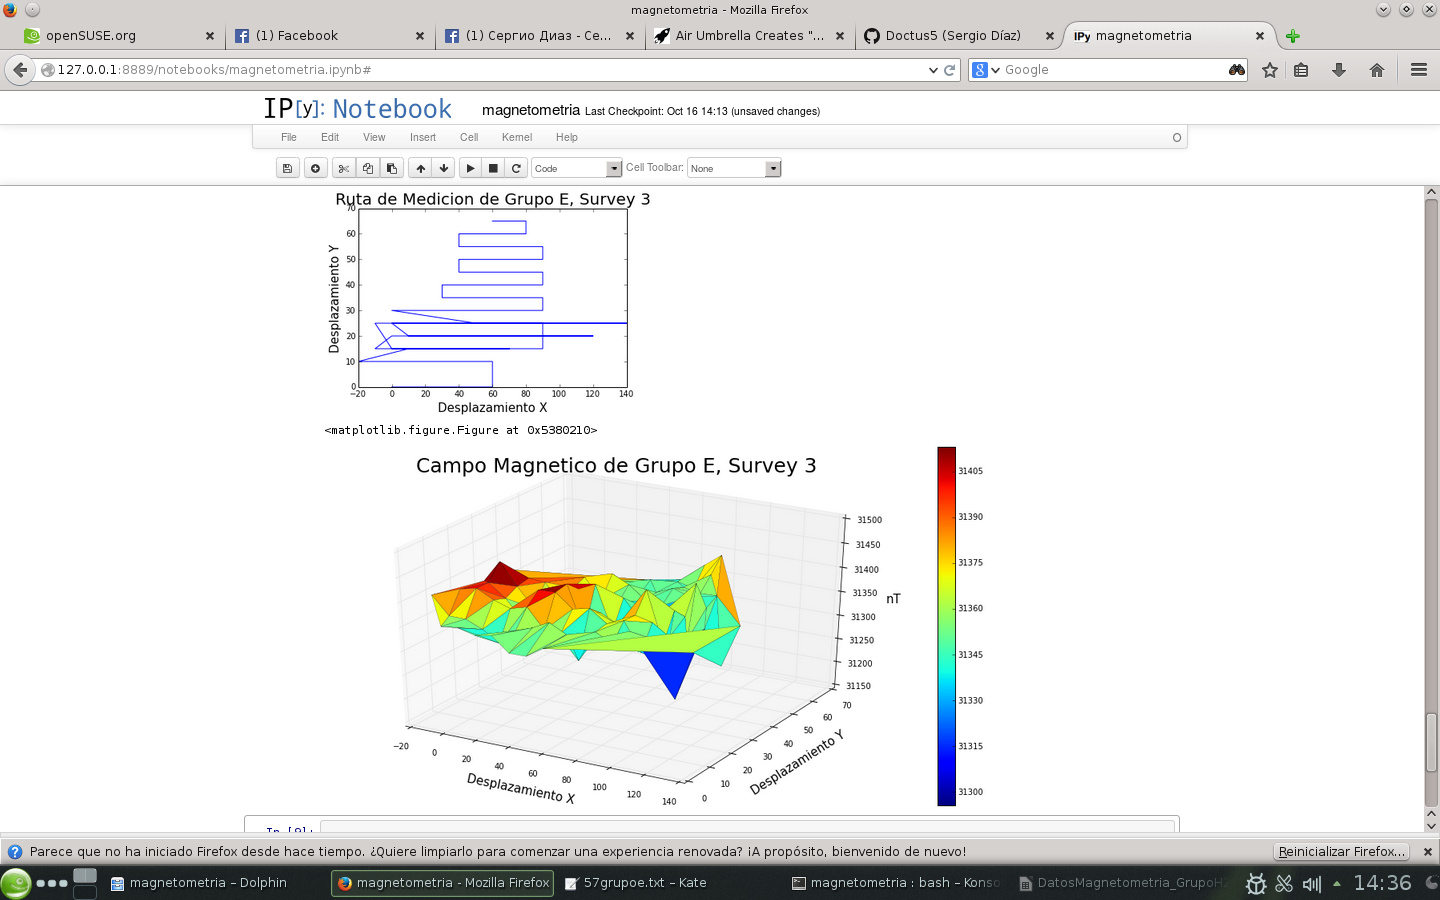 magnetometria - Mozilla Firefox
openSUSE.org
(1) Facebook
(1) Сергио Диаз - Се...
Air Umbrella Creates "...
Doctus5 (Sergio Díaz)
IPy magnetometria
127.0.0.1:8889/notebooks/magnetometria.ipynb#
Google
IP[y]: Notebook
magnetometria Last Checkpoint: Oct 16 14:13 (unsaved changes)
File Edit View Insert Cell Kernel Help
Code
Cell Toolbar:
None
Ruta de Medicion de Grupo E, Survey 3
70
60
50
40
30
20
10
0
Desplazamiento Y
−20 0 20 40 60 80 100 120 140
Desplazamiento X
<matplotlib.figure.Figure at 0x5380210>
Campo Magnetico de Grupo E, Survey 3
31500
31450
31400
31350
31300
31250
31200
31150
nT
−20 0 20 40 60 80 100 120 140
Desplazamiento X
0 10 20 30 40 50 60 70
Desplazamiento Y
31405
31390
31375
31360
31345
31330
31315
31300
In [9]:
Parece que no ha iniciado Firefox desde hace tiempo. ¿Quiere limpiarlo para comenzar una experiencia renovada? ¡A propósito, bienvenido de nuevo!
Reinicializar Firefox...
magnetometria – Dolphin
magnetometria - Mozilla Firefox
57grupoe.txt – Kate
magnetometria : bash – Konso
DatosMagnetometria_GrupoH
14:36